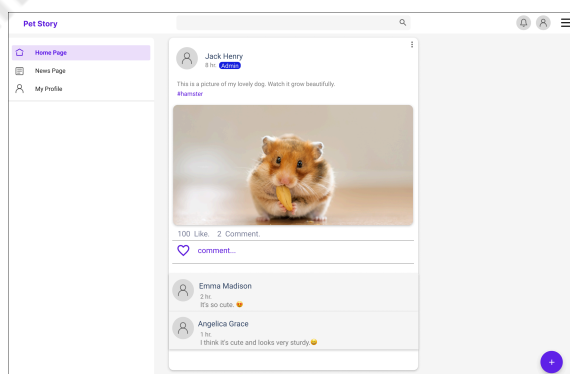 Pet Story
Home Page
News Page
My Profile
Jack Henry
8 hr. Admin
This is a picture of my lovely dog. Watch it grow beautifully.
#hamster
100 Like. 2 Comment.
comment...
Emma Madison
2 hr.
It's so cute. 😍
Angelica Grace
1 hr.
I think it's cute and looks very sturdy.😄